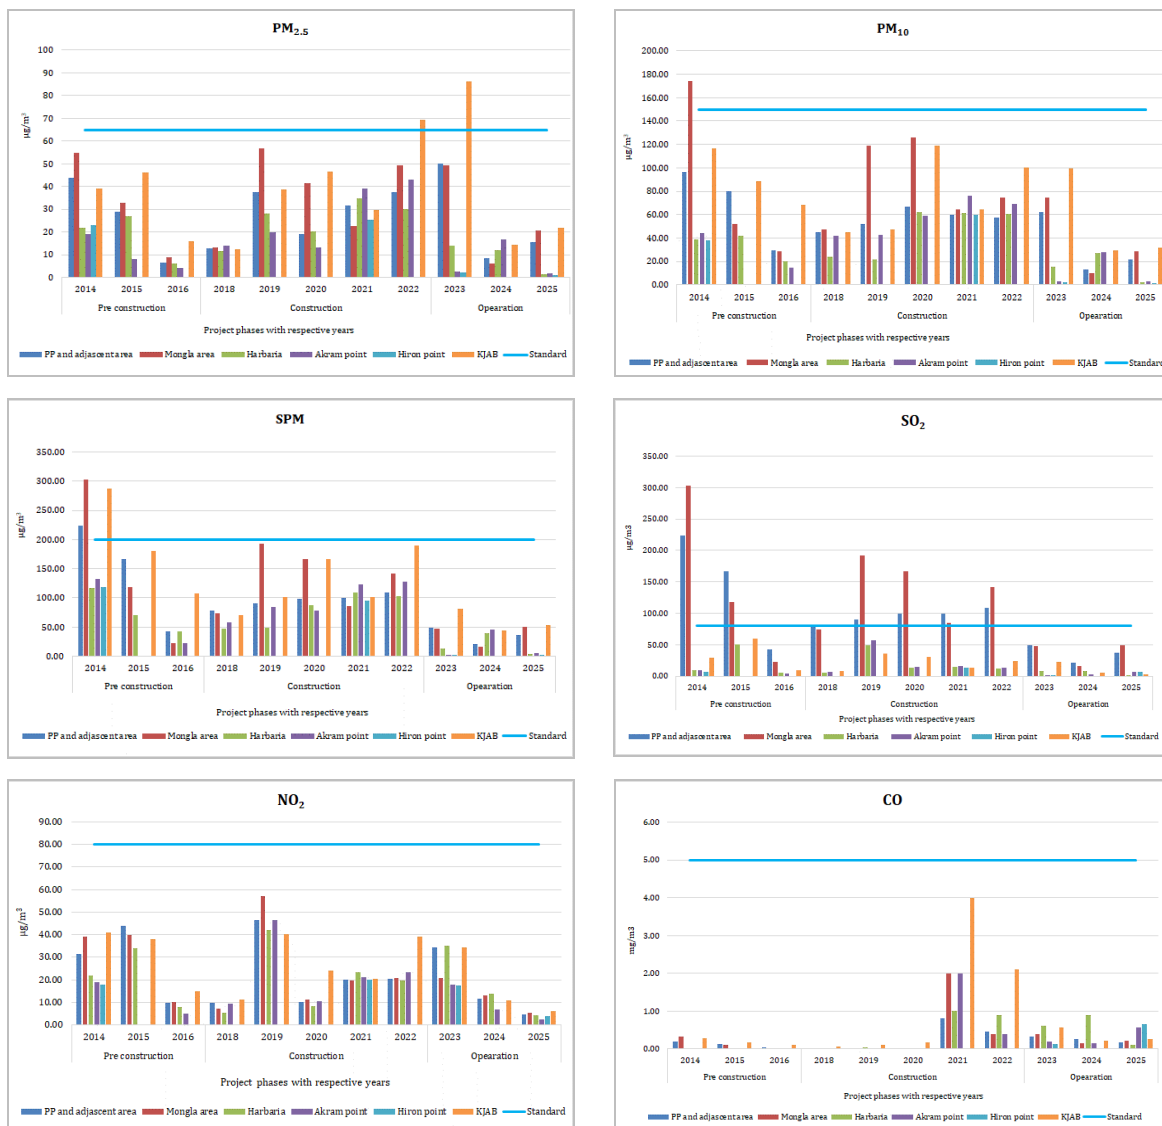 PM2.5
100
90
80
70
60
50
40
30
20
10
0
µg/m³
2014 2015 2016 2018 2019 2020 2021 2022 2023 2024 2025
Pre construction Construction Opearation
Project phases with respective years
PP and adjascent area Mongla area Harbaria Akram point Hiron point KJAB Standard
PM10
200.00
180.00
160.00
140.00
120.00
100.00
80.00
60.00
40.00
20.00
0.00
µg/m³
2014 2015 2016 2018 2019 2020 2021 2022 2023 2024 2025
Pre construction Construction Opearation
Project phases with respective years
PP and adjascent area Mongla area Harbaria Akram point Hiron point KJAB Standard
SPM
350.00
300.00
250.00
200.00
150.00
100.00
50.00
0.00
µg/m³
2014 2015 2016 2018 2019 2020 2021 2022 2023 2024 2025
Pre construction Construction Opearation
PP and adjascent area Mongla area Harbaria Akram point Hiron point KJAB Standard
SO2
350.00
300.00
250.00
200.00
150.00
100.00
50.00
0.00
µg/m3
2014 2015 2016 2018 2019 2020 2021 2022 2023 2024 2025
Pre construction Construction Opearation
Project phases with respective years
PP and adjascent area Mongla area Harbaria Akram point Hiron point KJAB Standard
NO2
90.00
80.00
70.00
60.00
50.00
40.00
30.00
20.00
10.00
0.00
µg/m³
2014 2015 2016 2018 2019 2020 2021 2022 2023 2024 2025
Pre construction Construction Opearation
Project phases with respective years
PP and adjascent area Mongla area Harbaria Akram point Hiron point KJAB Standard
CO
6.00
5.00
4.00
3.00
2.00
1.00
0.00
mg/m3
2014 2015 2016 2018 2019 2020 2021 2022 2023 2024 2025
Pre construction Construction Opearation
Project phases with respective years
PP and adjascent area Mongla area Harbaria Akram point Hiron point KJAB Standard